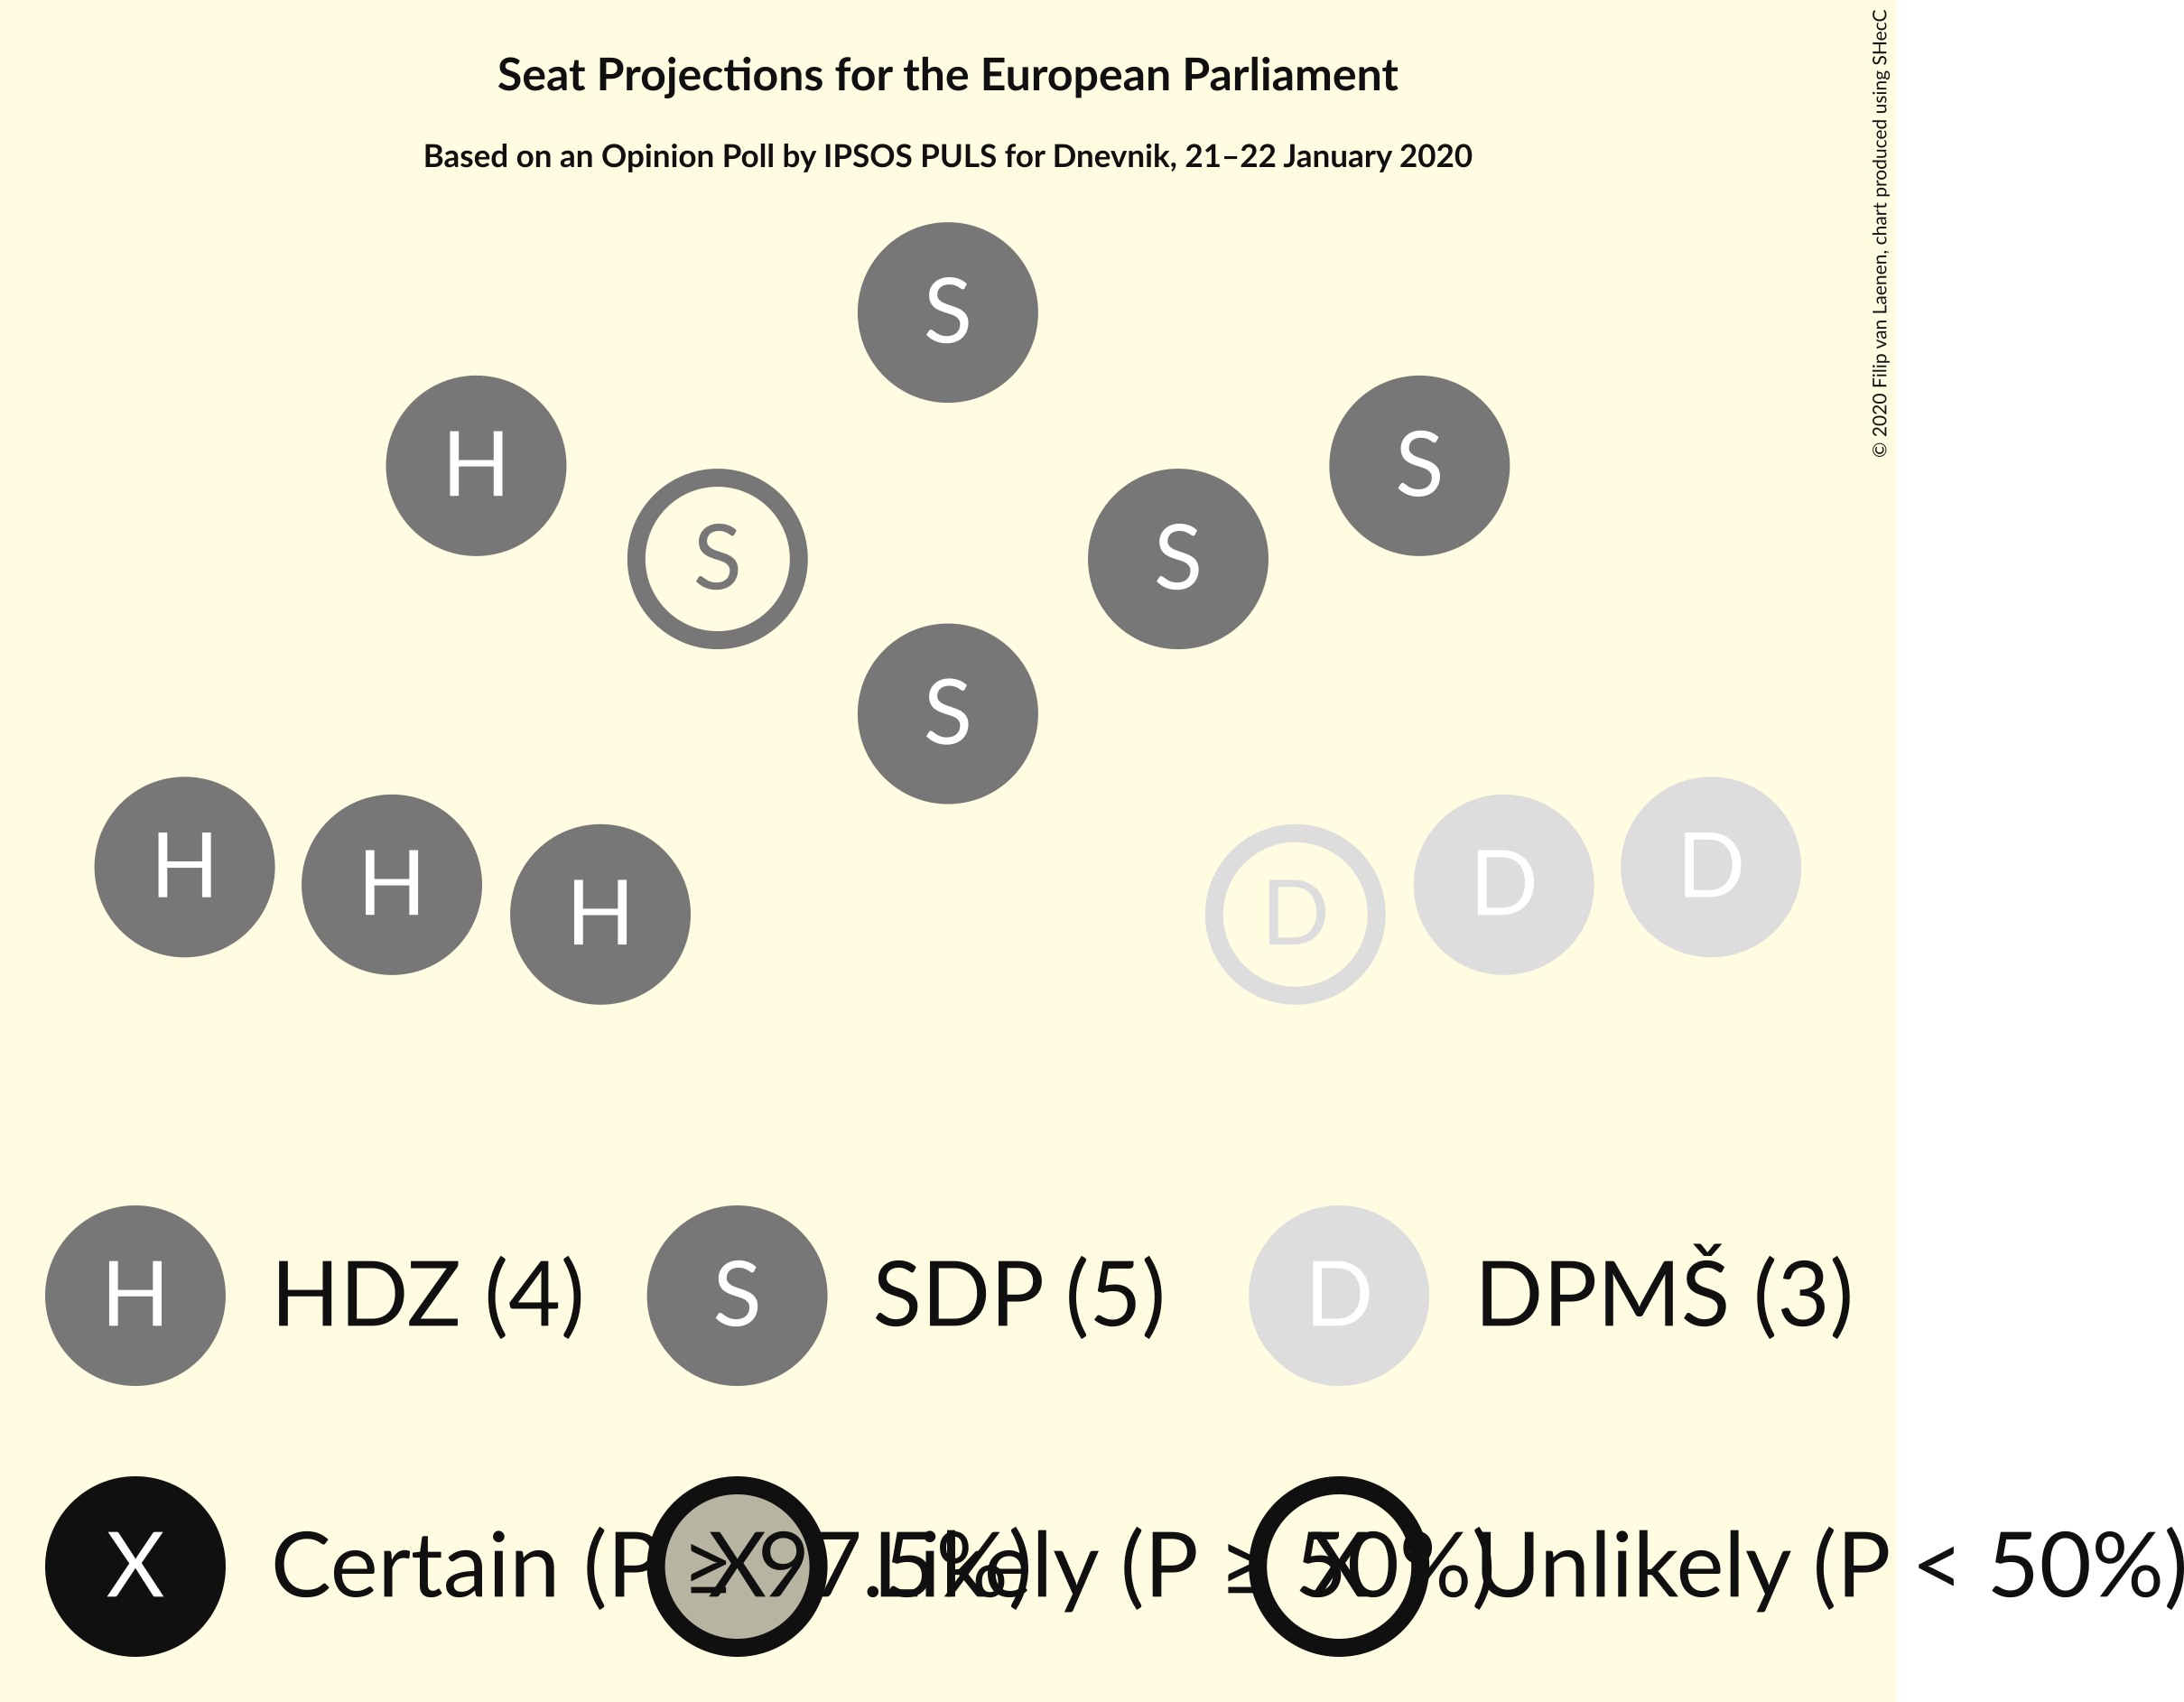 Seat Projections for the European Parliament
Based on an Opinion Poll by IPSOS PULS for Dnevnik, 21–22 January 2020
© 2020 Filip van Laenen, chart produced using SHecC
S
H
S
S
S
S
H
H
H
D
D
D
H HDZ (4) S SDP (5) D DPMŠ (3)
X Certain (P ≥ 97.5%) X Likely (P ≥ 50%) X Unlikely (P < 50%)